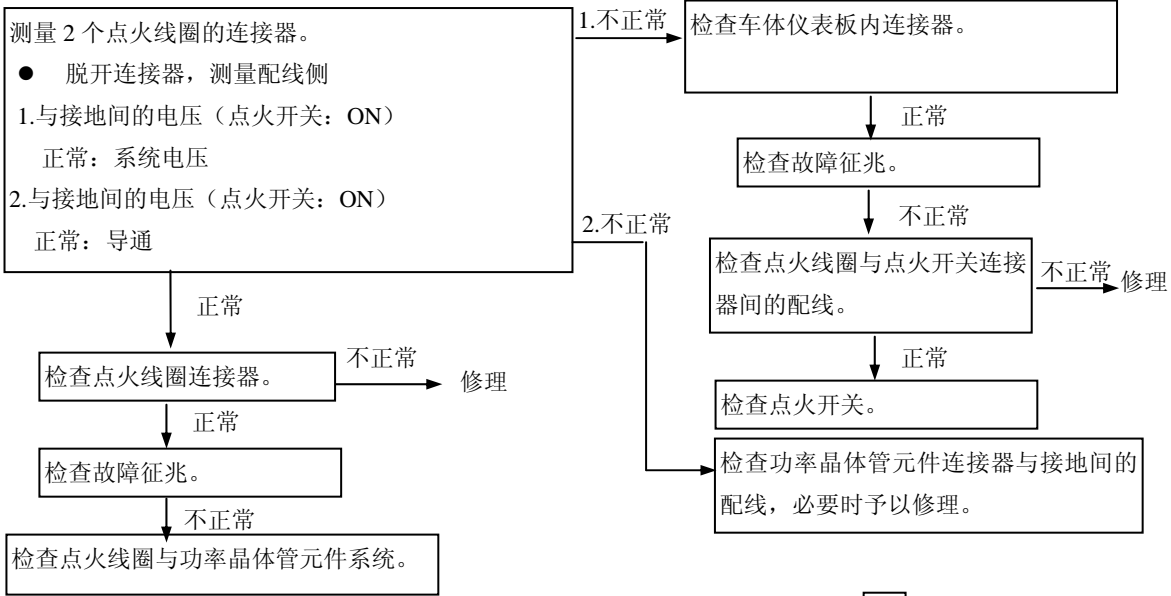 测量 2 个点火线圈的连接器。
● 脱开连接器，测量配线侧
1.与接地间的电压（点火开关：ON）
正常：系统电压
2.与接地间的电压（点火开关：ON）
正常：导通
正常
检查点火线圈连接器。
不正常
修理
正常
检查故障征兆。
不正常
检查点火线圈与功率晶体管元件系统。
1.不正常
检查车体仪表板内连接器。
正常
检查故障征兆。
不正常
检查点火线圈与点火开关连接
器间的配线。
不正常
修理
正常
检查点火开关。
2.不正常
检查功率晶体管元件连接器与接地间的
配线，必要时予以修理。